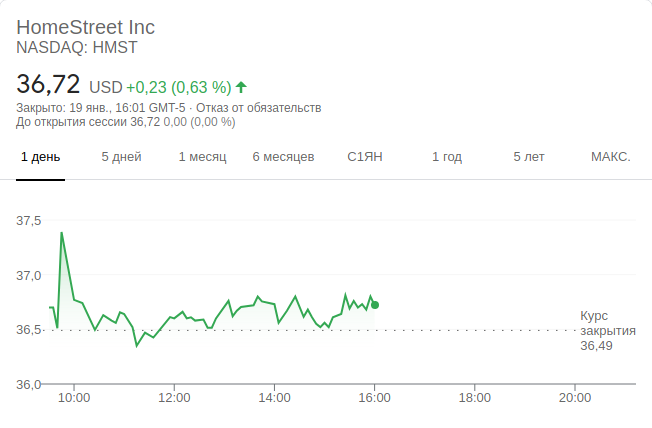 HomeStreet Inc
NASDAQ: HMST
36,72 USD +0,23 (0,63 %)
Закрыто: 19 янв., 16:01 GMT-5 · Отказ от обязательств
До открытия сессии 36,72 0,00 (0,00 %)
1 день 5 дней 1 месяц 6 месяцев С1ЯН 1 год 5 лет МАКС.
37,5
37,0
36,5
Курс
закрытия
36,49
36,0
10:00 12:00 14:00 16:00 18:00 20:00